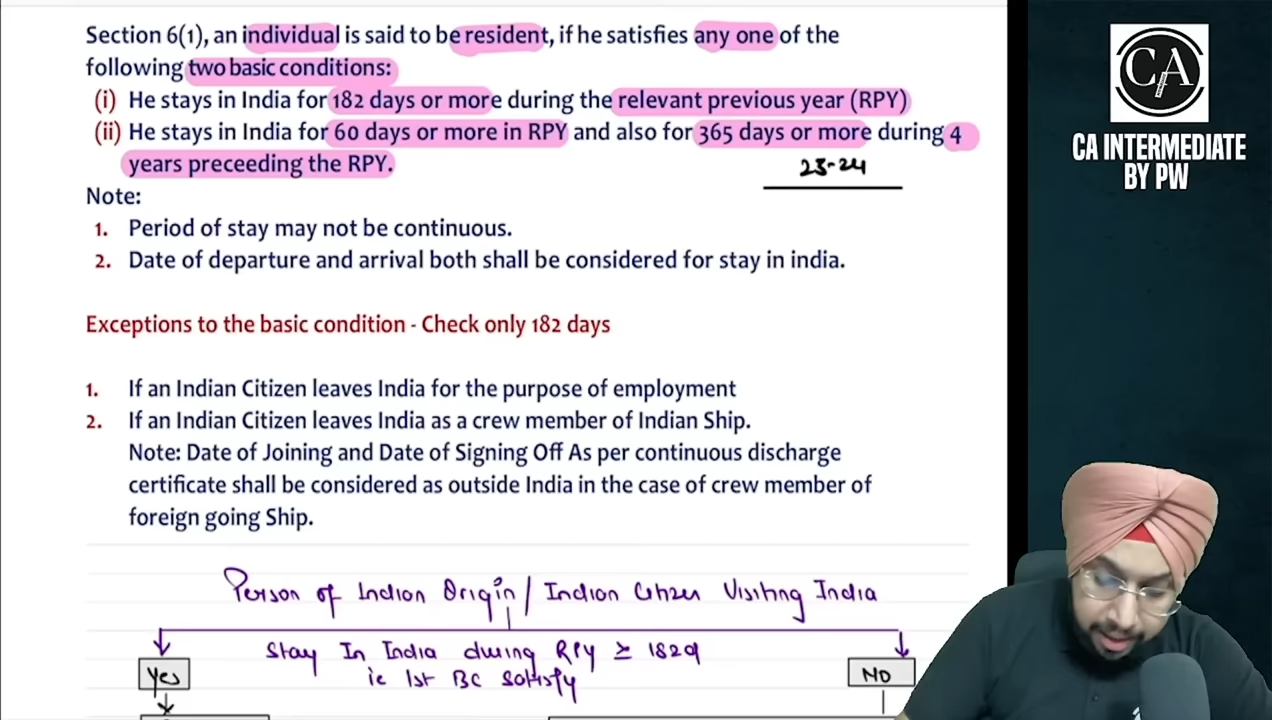 Section 6(1), an individual is said to be resident, if he satisfies any one of the
following two basic conditions:
(i) He stays in India for 182 days or more during the relevant previous year (RPY)
(ii) He stays in India for 60 days or more in RPY and also for 365 days or more during 4
years preceeding the RPY.
23-24
Note:
1. Period of stay may not be continuous.
2. Date of departure and arrival both shall be considered for stay in india.
Exceptions to the basic condition - Check only 182 days
1. If an Indian Citizen leaves India for the purpose of employment
2. If an Indian Citizen leaves India as a crew member of Indian Ship.
Note: Date of Joining and Date of Signing Off As per continuous discharge
certificate shall be considered as outside India in the case of crew member of
foreign going Ship.
Person of Indian Origin / Indian Citizen Visiting India
Stay In India during RPY ≥ 182d
ie 1st BC Satisfy
Yes
No
CA
CA INTERMEDIATE
BY PW